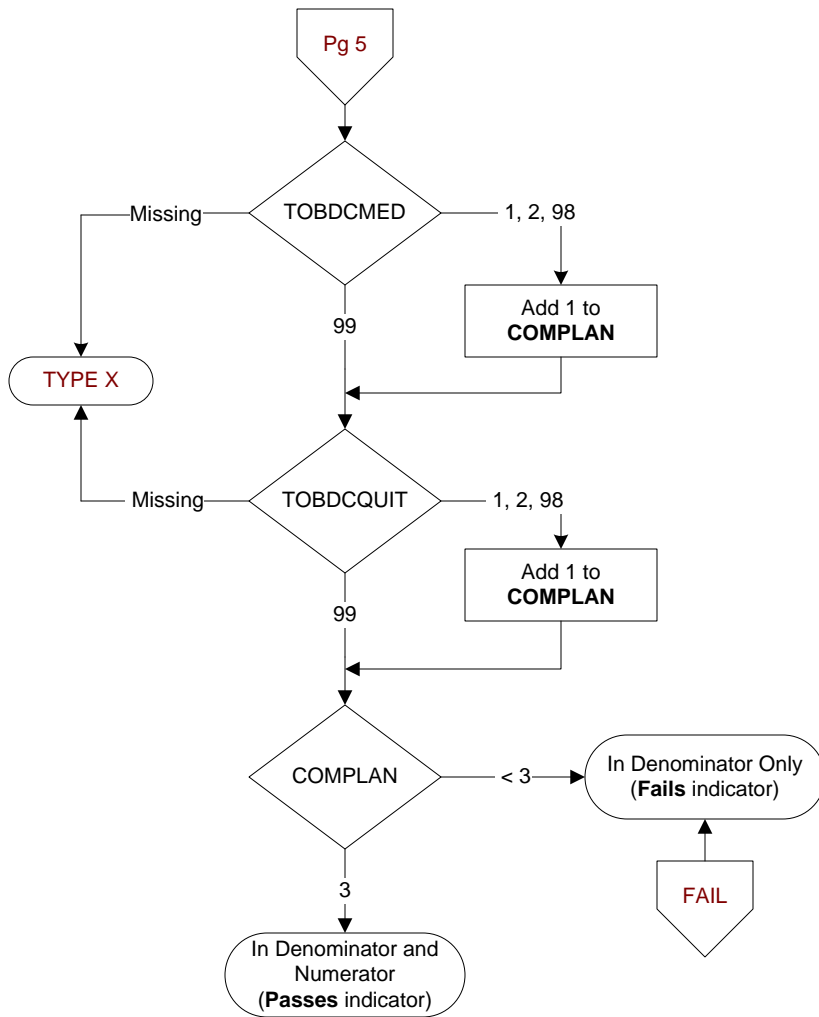 Pg 5
TOBDCMED
Missing
1, 2, 98
Add 1 to
COMPLAN
99
TYPE X
TOBDCQUIT
Missing
1, 2, 98
Add 1 to
COMPLAN
99
COMPLAN
< 3
In Denominator Only
(Fails indicator)
3
FAIL
In Denominator and
Numerator
(Passes indicator)